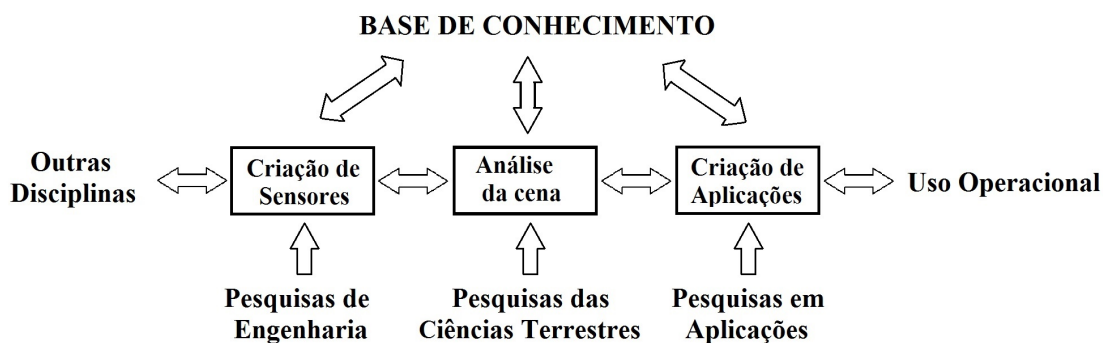 BASE DE CONHECIMENTO
Outras
Disciplinas
Criação de
Sensores
Análise
da cena
Criação de
Aplicações
Uso Operacional
Pesquisas de
Engenharia
Pesquisas das
Ciências Terrestres
Pesquisas em
Aplicações